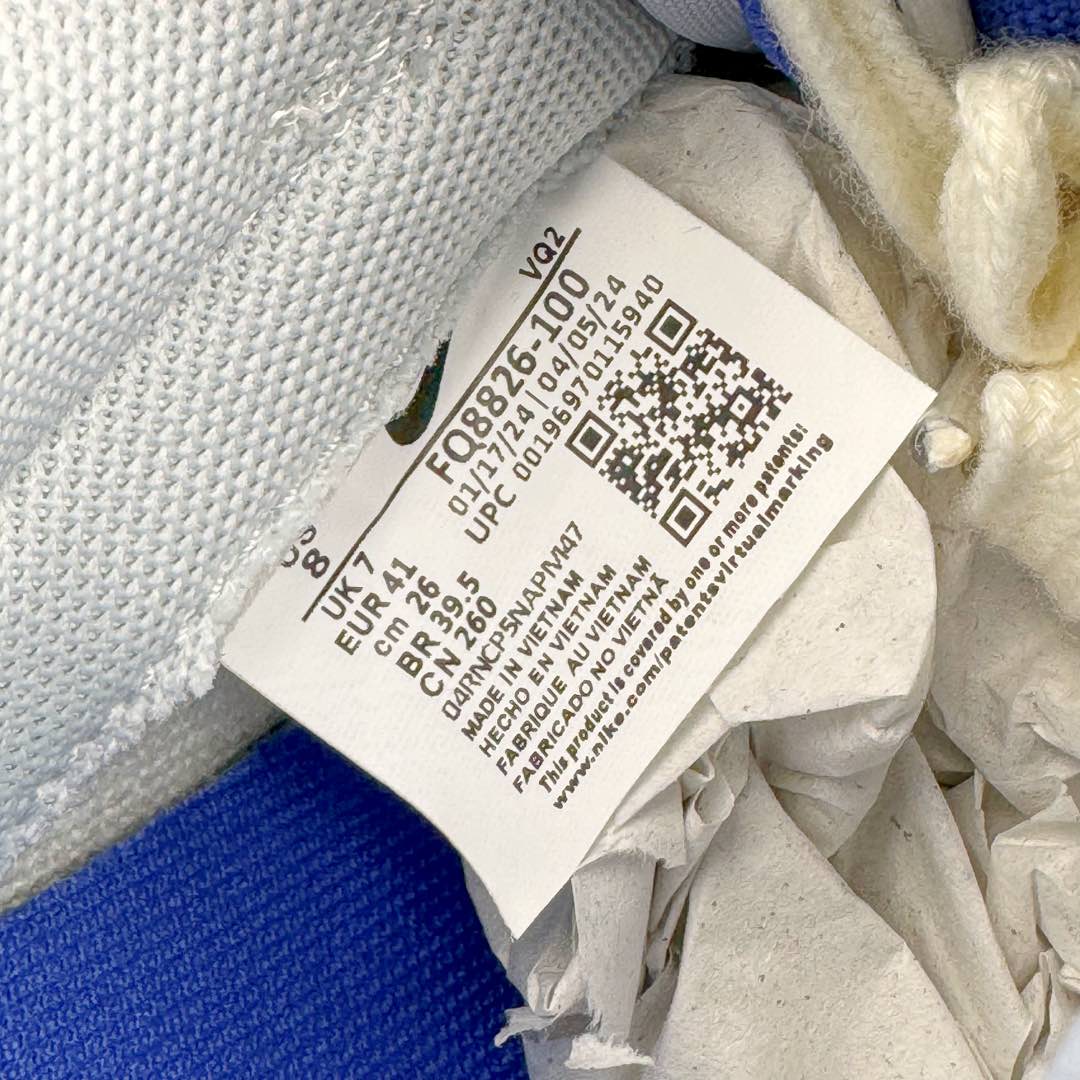 VQ2
FQ8826-100
01/17/24 | 04/05/24
UPC 00196970115940
8
UK 7
EUR 41
cm 26
BR 39.5
CN 260
04RNCP5NAPM47
MADE IN VIETNAM
HECHO EN VIETNAM
FABRIQUE AU VIETNAM
FABRICADO NO VIETNÃ
This product is covered by one or more patents:
www.nike.com/patentsvirtualmarking